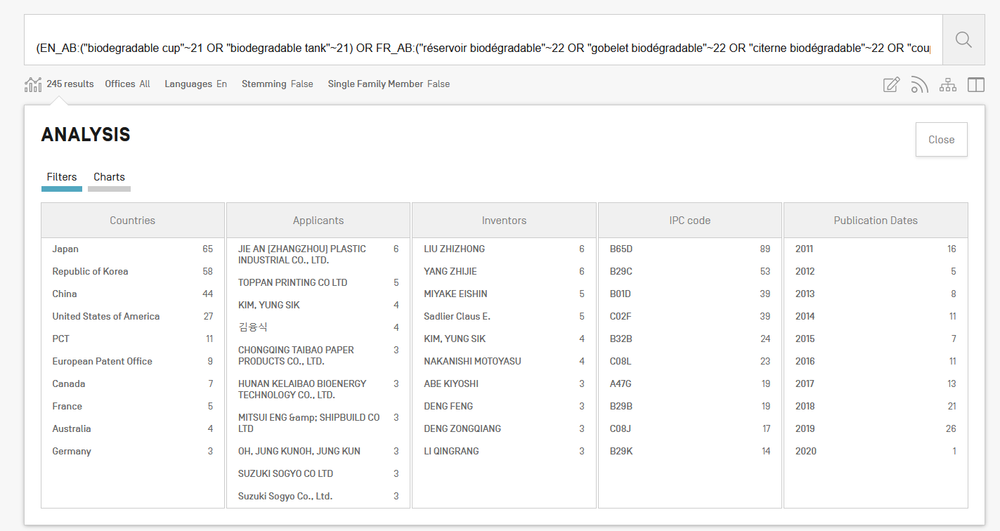 (EN_AB:("biodegradable cup"~21 OR "biodegradable tank"~21) OR FR_AB:("réservoir biodégradable"~22 OR "gobelet biodégradable"~22 OR "citerne biodégradable"~22 OR "coup
245 results Offices All Languages En Stemming False Single Family Member False
ANALYSIS
Close
Filters Charts
Countries
Japan 65
Republic of Korea 58
China 44
United States of America 27
PCT 11
European Patent Office 9
Canada 7
France 5
Australia 4
Germany 3
Applicants
JIE AN [ZHANGZHOU] PLASTIC 6
INDUSTRIAL CO., LTD.
TOPPAN PRINTING CO LTD 5
KIM, YUNG SIK 4
김융식 4
CHONGQING TAIBAO PAPER 3
PRODUCTS CO., LTD.
HUNAN KELAIBAO BIOENERGY 3
TECHNOLOGY CO., LTD.
MITSUI ENG &amp; SHIPBUILD CO 3
LTD
OH, JUNG KUNOH, JUNG KUN 3
SUZUKI SOGYO CO LTD 3
Suzuki Sogyo Co., Ltd. 3
Inventors
LIU ZHIZHONG 6
YANG ZHIJIE 6
MIYAKE EISHIN 5
Sadlier Claus E. 5
KIM, YUNG SIK 4
NAKANISHI MOTOYASU 4
ABE KIYOSHI 3
DENG FENG 3
DENG ZONGQIANG 3
LI QINGRANG 3
IPC code
B65D 89
B29C 53
B01D 39
C02F 39
B32B 24
C08L 23
A47G 19
B29B 19
C08J 17
B29K 14
Publication Dates
2011 16
2012 5
2013 8
2014 11
2015 7
2016 11
2017 13
2018 21
2019 26
2020 1